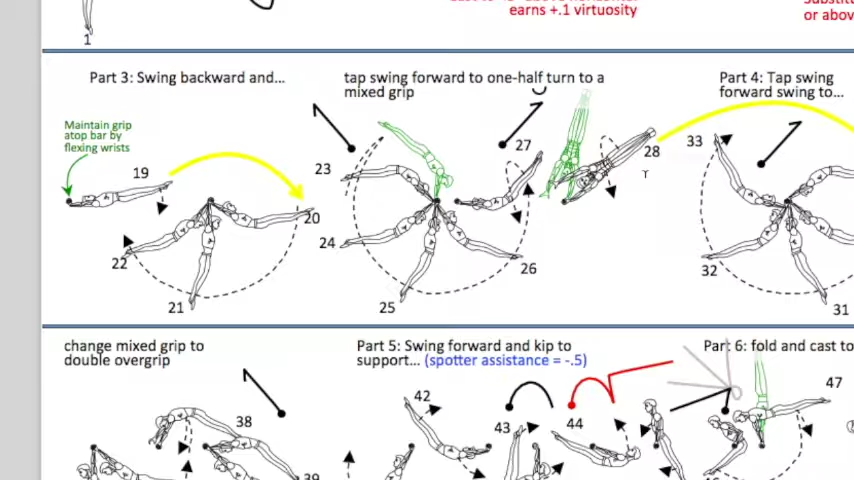 earns +.1 virtuosity
or abov
1
Part 3: Swing backward and...
tap swing forward to one-half turn to a
mixed grip
Part 4: Tap swing
forward swing to...
Maintain grip
atop bar by
flexing wrists
19
20
21
22
23
24
25
26
27
28
33
32
31
change mixed grip to
double overgrip
Part 5: Swing forward and kip to
support... (spotter assistance = -.5)
Part 6: fold and cast to
38
39
42
43
44
47